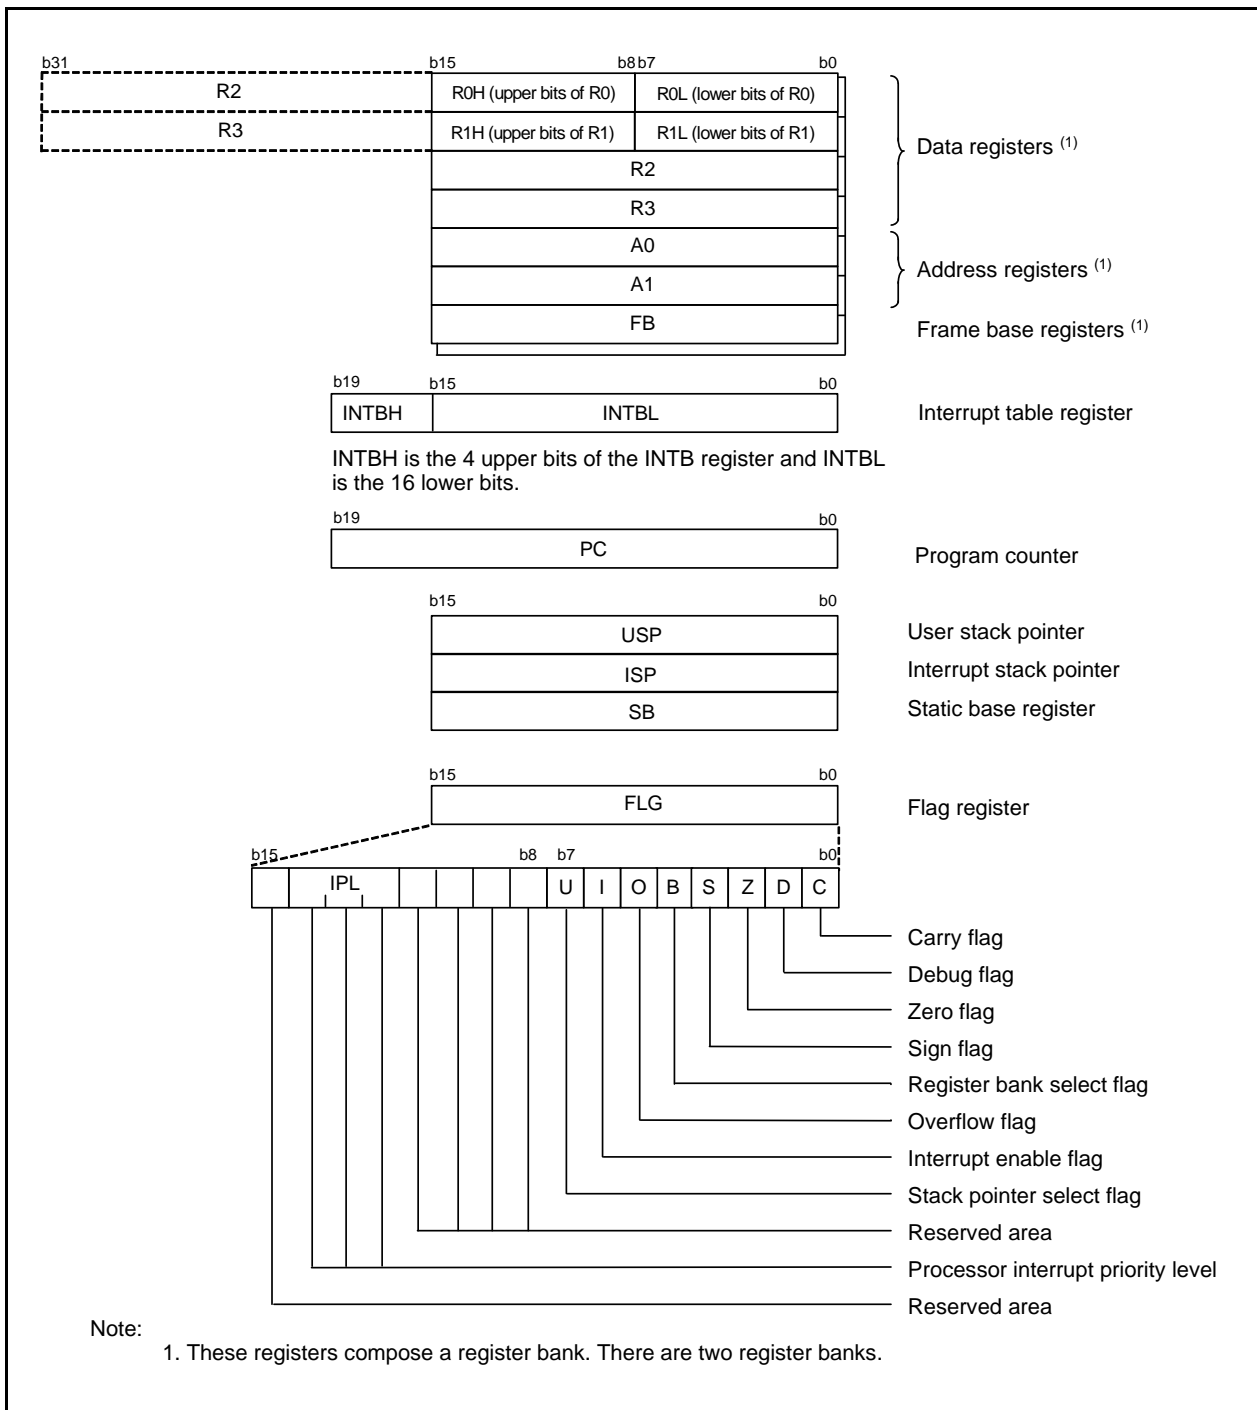 b31 b15 b8 b7 b0
R2 R0H (upper bits of R0) R0L (lower bits of R0)
R3 R1H (upper bits of R1) R1L (lower bits of R1)
Data registers (1)
R2
R3
A0
Address registers (1)
A1
FB Frame base registers (1)
b19 b15 b0
INTBH INTBL Interrupt table register
INTBH is the 4 upper bits of the INTB register and INTBL
is the 16 lower bits.
b19 b0
PC Program counter
b15 b0
USP User stack pointer
ISP Interrupt stack pointer
SB Static base register
b15 b0
FLG Flag register
b15 b8 b7 b0
IPL U I O B S Z D C
Carry flag
Debug flag
Zero flag
Sign flag
Register bank select flag
Overflow flag
Interrupt enable flag
Stack pointer select flag
Reserved area
Processor interrupt priority level
Reserved area
Note:
1. These registers compose a register bank. There are two register banks.